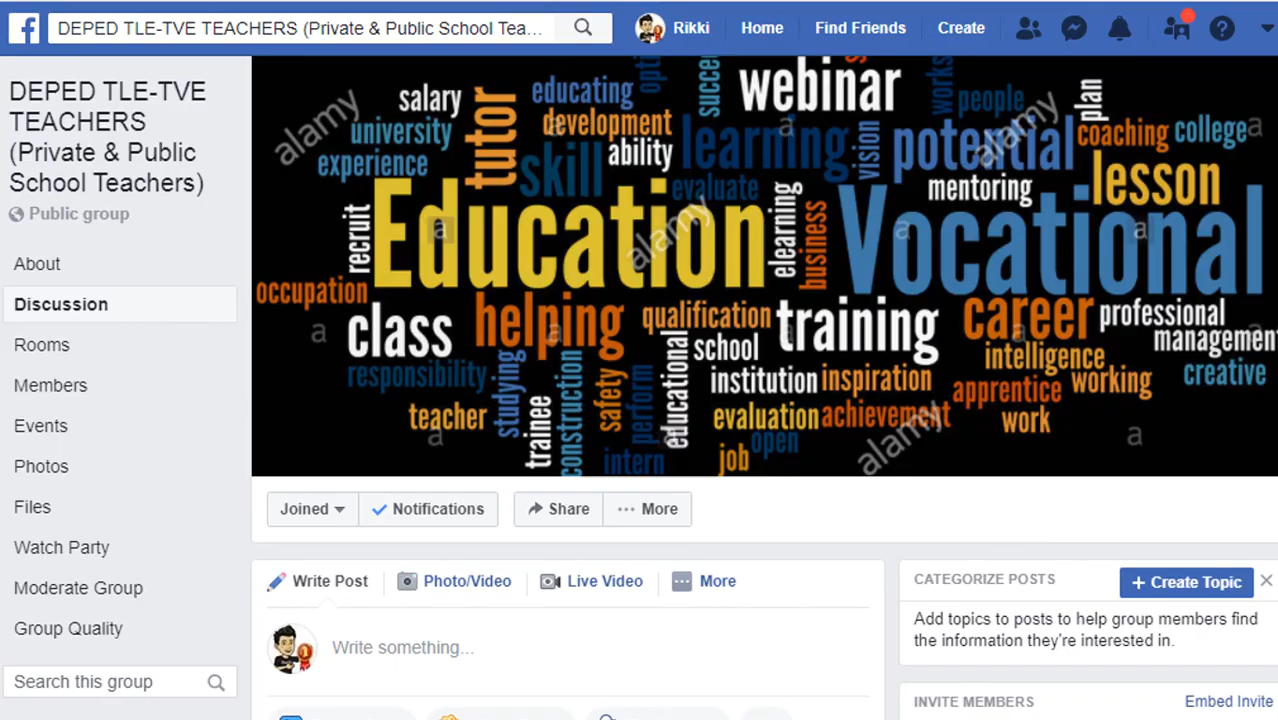 DEPED TLE-TVE TEACHERS (Private & Public School Tea...
Rikki
Home
Find Friends
Create
DEPED TLE-TVE
TEACHERS
(Private & Public
School Teachers)
Public group
About
Discussion
Rooms
Members
Events
Photos
Files
Watch Party
Moderate Group
Group Quality
Search this group
webinar
salary
tutor
educating
works
people
plan
university
development
learning
vision
potential
coaching
college
experience
skill
ability
evaluate
mentoring
lesson
recruit
Education
elearning
business
Vocational
occupation
class
helping
qualification
training
career
professional
management
school
intelligence
responsibility
studying
construction
safety
perform
educational
institution
inspiration
apprentice
working
creative
teacher
trainee
evaluation
achievement
work
open
intern
job
alamy
alamy
alamy
alamy
a
a
a
a
a
a
a
a
a
a
a
a
Joined
Notifications
Share
More
Write Post
Photo/Video
Live Video
More
Write something...
CATEGORIZE POSTS
+ Create Topic
Add topics to posts to help group members find
the information they're interested in.
INVITE MEMBERS
Embed Invite